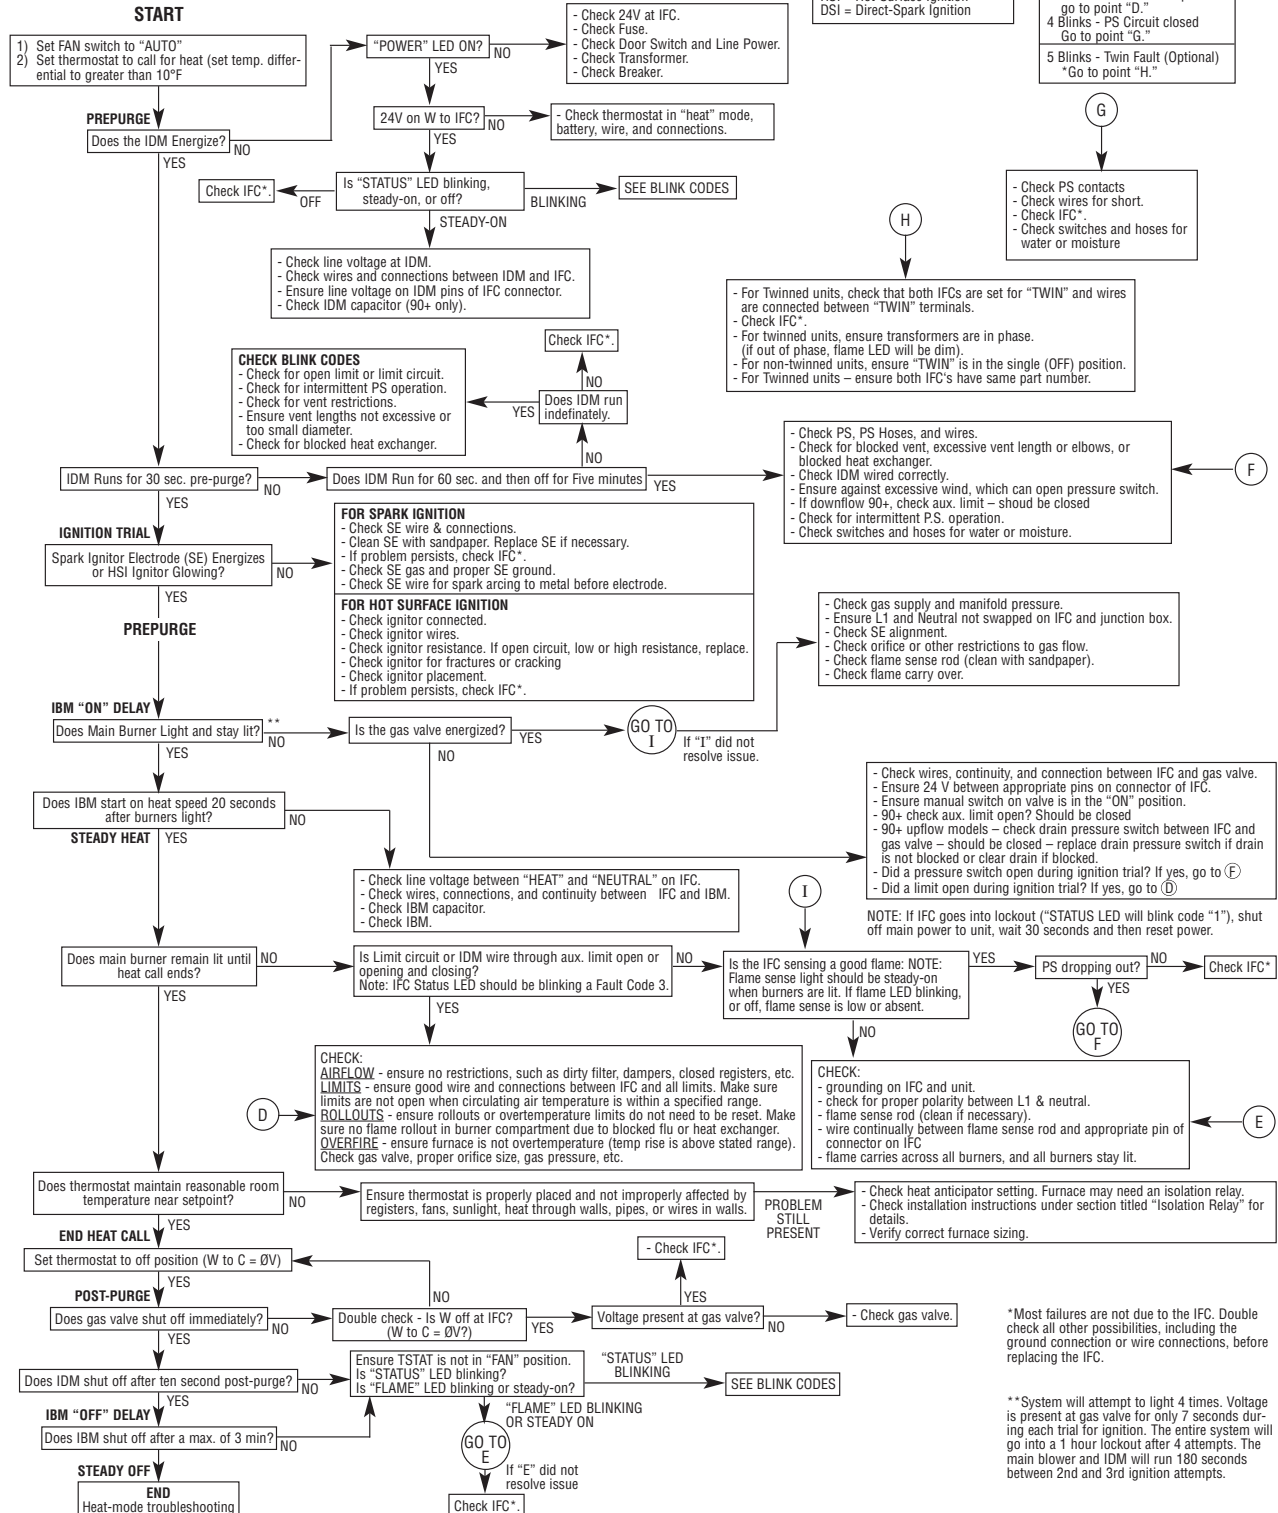 START
1) Set FAN switch to “AUTO”
2) Set thermostat to call for heat (set temp. differ-
ential to greater than 10°F
PREPURGE
Does the IDM Energize?
NO
YES
“POWER” LED ON?
NO
YES
- Check 24V at IFC.
- Check Fuse.
- Check Door Switch and Line Power.
- Check Transformer.
- Check Breaker.
24V on W to IFC?
NO
YES
- Check thermostat in “heat” mode,
battery, wire, and connections.
Is “STATUS” LED blinking,
steady-on, or off?
OFF
Check IFC*.
BLINKING
SEE BLINK CODES
STEADY-ON
- Check line voltage at IDM.
- Check wires and connections between IDM and IFC.
- Ensure line voltage on IDM pins of IFC connector.
- Check IDM capacitor (90+ only).
DSI = Direct-Spark Ignition
go to point “D.”
4 Blinks - PS Circuit closed
Go to point “G.”
5 Blinks - Twin Fault (Optional)
*Go to point “H.”
G
- Check PS contacts
- Check wires for short.
- Check IFC*.
- Check switches and hoses for
water or moisture
H
- For Twinned units, check that both IFCs are set for “TWIN” and wires
are connected between “TWIN” terminals.
- Check IFC*.
- For twinned units, ensure transformers are in phase.
(if out of phase, flame LED will be dim).
- For non-twinned units, ensure “TWIN” is in the single (OFF) position.
- For Twinned units – ensure both IFC‘s have same part number.
IDM Runs for 30 sec. pre-purge?
NO
YES
Does IDM Run for 60 sec. and then off for Five minutes
YES
NO
Does IDM run
indefinately.
YES
NO
Check IFC*.
CHECK BLINK CODES
- Check for open limit or limit circuit.
- Check for intermittent PS operation.
- Check for vent restrictions.
- Ensure vent lengths not excessive or
too small diameter.
- Check for blocked heat exchanger.
- Check PS, PS Hoses, and wires.
- Check for blocked vent, excessive vent length or elbows, or
blocked heat exchanger.
- Check IDM wired correctly.
- Ensure against excessive wind, which can open pressure switch.
- If downflow 90+, check aux. limit – shoud be closed
- Check for intermittent P.S. operation.
- Check switches and hoses for water or moisture.
F
IGNITION TRIAL
Spark Ignitor Electrode (SE) Energizes
or HSI Ignitor Glowing?
NO
YES
FOR SPARK IGNITION
- Check SE wire & connections.
- Clean SE with sandpaper. Replace SE if necessary.
- If problem persists, check IFC*.
- Check SE gas and proper SE ground.
- Check SE wire for spark arcing to metal before electrode.
FOR HOT SURFACE IGNITION
- Check ignitor connected.
- Check ignitor wires.
- Check ignitor resistance. If open circuit, low or high resistance, replace.
- Check ignitor for fractures or cracking
- Check ignitor placement.
- If problem persists, check IFC*.
PREPURGE
IBM “ON” DELAY
Does Main Burner Light and stay lit?
**
NO
YES
Is the gas valve energized?
YES
NO
GO TO
I
If “I” did not
resolve issue.
- Check gas supply and manifold pressure.
- Ensure L1 and Neutral not swapped on IFC and junction box.
- Check SE alignment.
- Check orifice or other restrictions to gas flow.
- Check flame sense rod (clean with sandpaper).
- Check flame carry over.
- Check wires, continuity, and connection between IFC and gas valve.
- Ensure 24 V between appropriate pins on connector of IFC.
- Ensure manual switch on valve is in the “ON” position.
- 90+ check aux. limit open? Should be closed
- 90+ upflow models – check drain pressure switch between IFC and
gas valve – should be closed – replace drain pressure switch if drain
is not blocked or clear drain if blocked.
- Did a pressure switch open during ignition trial? If yes, go to F
- Did a limit open during ignition trial? If yes, go to D
NOTE: If IFC goes into lockout (“STATUS LED will blink code “1”), shut
off main power to unit, wait 30 seconds and then reset power.
Does IBM start on heat speed 20 seconds
after burners light?
NO
STEADY HEAT
YES
- Check line voltage between “HEAT” and “NEUTRAL” on IFC.
- Check wires, connections, and continuity between IFC and IBM.
- Check IBM capacitor.
- Check IBM.
Does main burner remain lit until
heat call ends?
NO
YES
Is Limit circuit or IDM wire through aux. limit open or
opening and closing?
Note: IFC Status LED should be blinking a Fault Code 3.
NO
YES
I
Is the IFC sensing a good flame: NOTE:
Flame sense light should be steady-on
when burners are lit. If flame LED blinking,
or off, flame sense is low or absent.
YES
NO
PS dropping out?
NO
Check IFC*
YES
GO TO
F
D
CHECK:
AIRFLOW - ensure no restrictions, such as dirty filter, dampers, closed registers, etc.
LIMITS - ensure good wire and connections between IFC and all limits. Make sure
limits are not open when circulating air temperature is within a specified range.
ROLLOUTS - ensure rollouts or overtemperature limits do not need to be reset. Make
sure no flame rollout in burner compartment due to blocked flu or heat exchanger.
OVERFIRE - ensure furnace is not overtemperature (temp rise is above stated range).
Check gas valve, proper orifice size, gas pressure, etc.
CHECK:
- grounding on IFC and unit.
- check for proper polarity between L1 & neutral.
- flame sense rod (clean if necessary).
- wire continually between flame sense rod and appropriate pin of
connector on IFC
- flame carries across all burners, and all burners stay lit.
E
Does thermostat maintain reasonable room
temperature near setpoint?
NO
YES
Ensure thermostat is properly placed and not improperly affected by
registers, fans, sunlight, heat through walls, pipes, or wires in walls.
PROBLEM
STILL
PRESENT
- Check heat anticipator setting. Furnace may need an isolation relay.
- Check installation instructions under section titled “Isolation Relay” for
details.
- Verify correct furnace sizing.
END HEAT CALL
Set thermostat to off position (W to C = ØV)
YES
POST-PURGE
Does gas valve shut off immediately?
NO
YES
NO
Double check - Is W off at IFC?
(W to C = ØV?)
YES
Voltage present at gas valve?
YES
- Check IFC*.
NO
- Check gas valve.
Does IDM shut off after ten second post-purge?
NO
YES
Ensure TSTAT is not in “FAN” position.
Is “STATUS” LED blinking?
Is “FLAME” LED blinking or steady-on?
“STATUS” LED
BLINKING
SEE BLINK CODES
“FLAME” LED BLINKING
OR STEADY ON
GO TO
E
If “E” did not
resolve issue
Check IFC*.
IBM “OFF” DELAY
Does IBM shut off after a max. of 3 min?
NO
YES
STEADY OFF
END
Heat-mode troubleshooting
*Most failures are not due to the IFC. Double
check all other possibilities, including the
ground connection or wire connections, before
replacing the IFC.
**System will attempt to light 4 times. Voltage
is present at gas valve for only 7 seconds dur-
ing each trial for ignition. The entire system will
go into a 1 hour lockout after 4 attempts. The
main blower and IDM will run 180 seconds
between 2nd and 3rd ignition attempts.